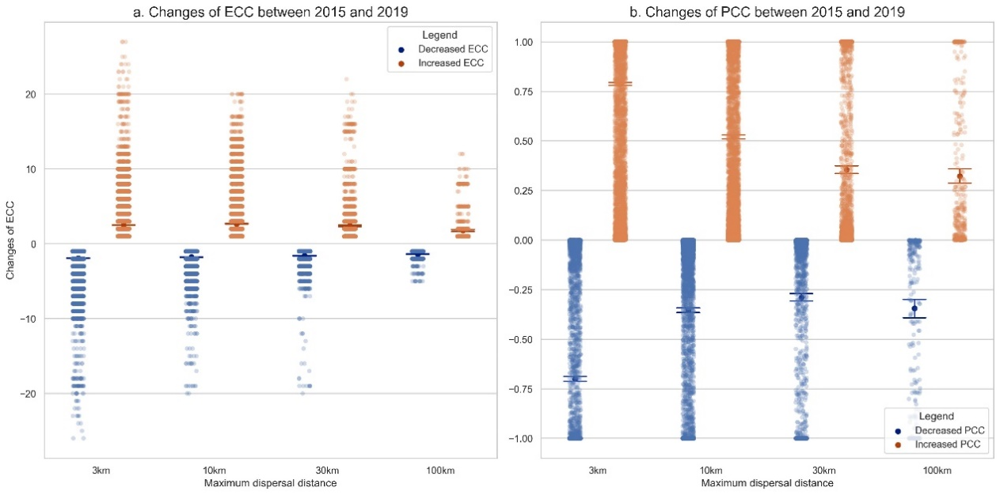 a. Changes of ECC between 2015 and 2019
Legend
Decreased ECC
Increased ECC
20
10
0
−10
−20
Changes of ECC
3km
10km
30km
100km
Maximum dispersal distance
b. Changes of PCC between 2015 and 2019
1.00
0.75
0.50
0.25
0.00
−0.25
−0.50
−0.75
−1.00
Legend
Decreased PCC
Increased PCC
3km
10km
30km
100km
Maximum dispersal distance